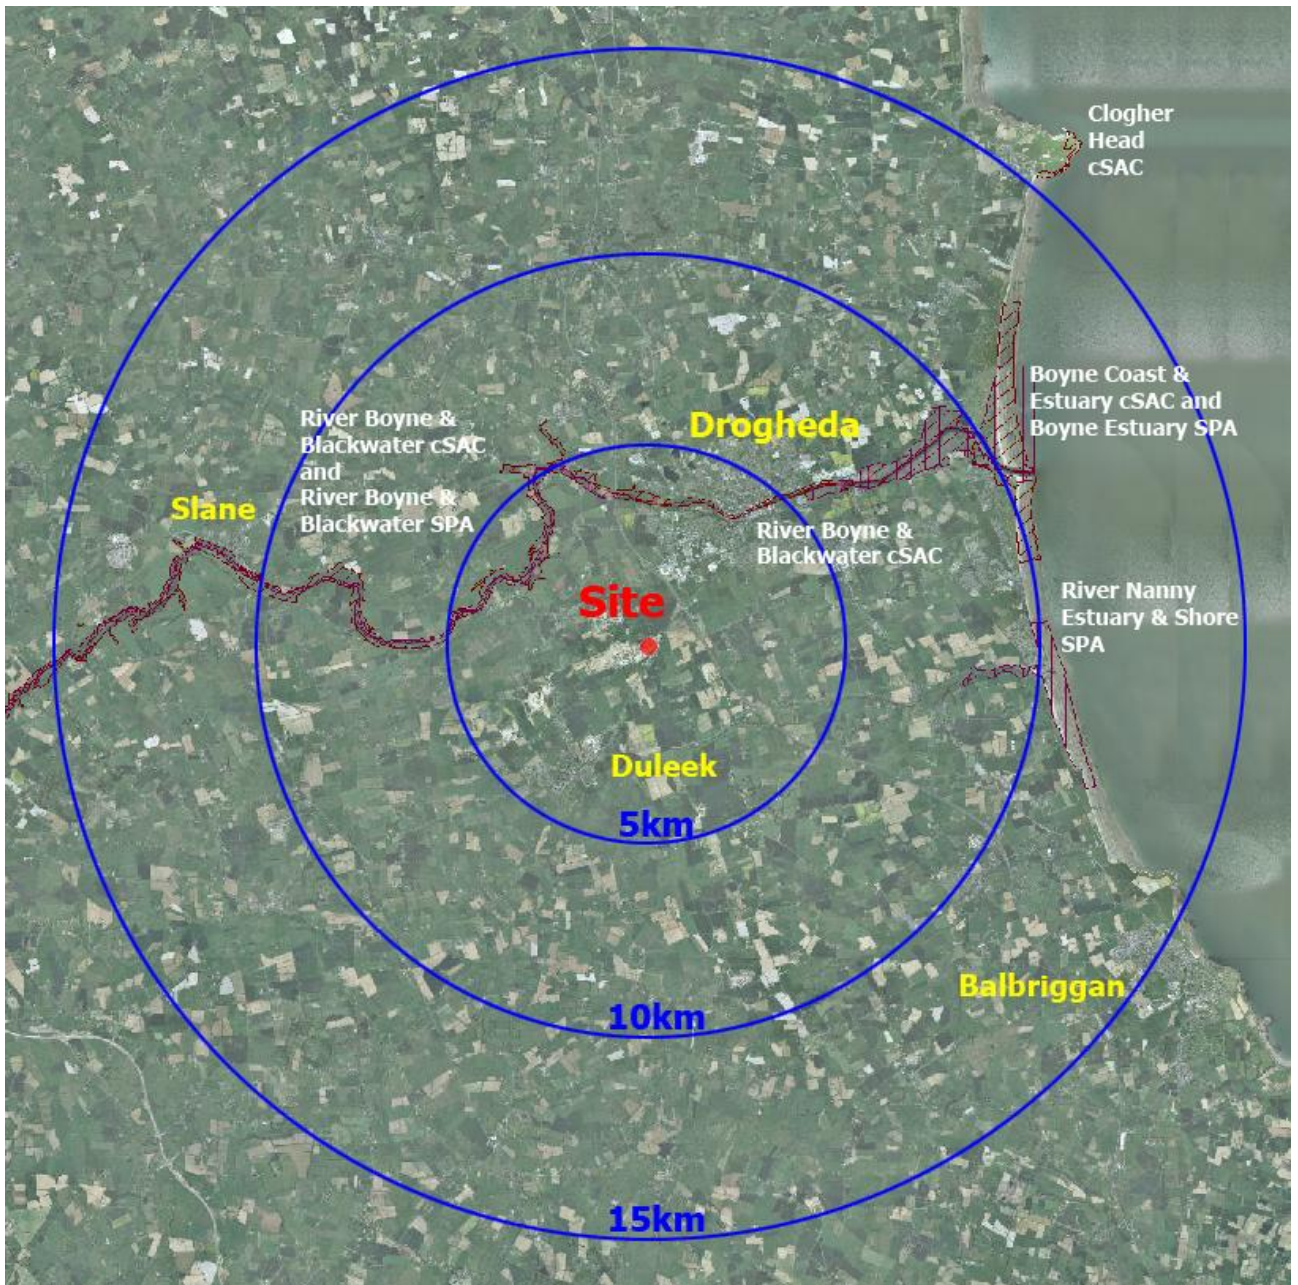 Clogher
Head
cSAC
Boyne Coast &
Estuary cSAC and
Boyne Estuary SPA
River Boyne &
Blackwater cSAC
and
River Boyne &
Blackwater SPA
Drogheda
Slane
River Boyne &
Blackwater cSAC
Site
River Nanny
Estuary & Shore
SPA
Duleek
5km
Balbriggan
10km
15km